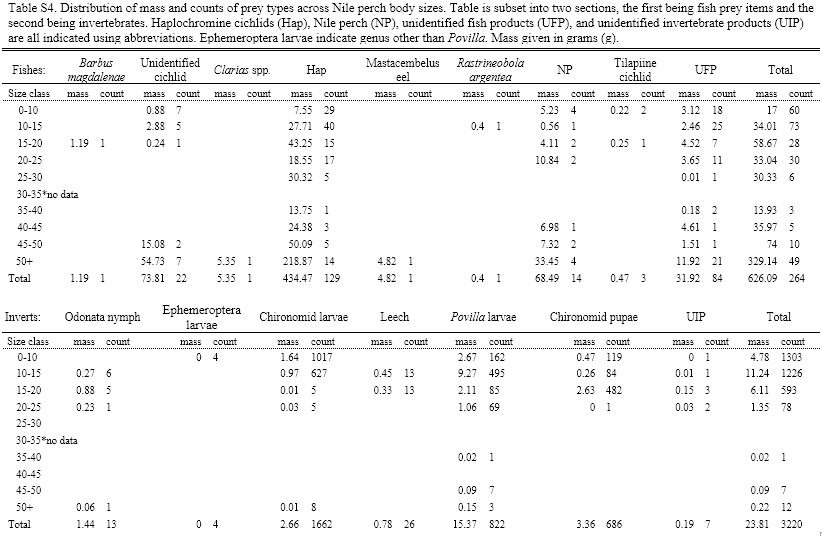 Table S4. Distribution of mass and counts of prey types across Nile perch body sizes. Table is subset into two sections, the first being fish prey items and the
second being invertebrates. Haplochromine cichlids (Hap), Nile perch (NP), unidentified fish products (UFP), and unidentified invertebrate products (UIP)
are all indicated using abbreviations. Ephemeroptera larvae indicate genus other than Povilla. Mass given in grams (g).
Fishes: Barbus magdalenae Unidentified cichlid Clarias spp. Hap Mastacembelus eel Rastrineobola argentea NP Tilapiine cichlid UFP Total
Size class mass count mass count mass count mass count mass count mass count mass count mass count mass count mass count
0-10 0.88 7 7.55 29 5.23 4 0.22 2 3.12 18 17 60
10-15 2.88 5 27.71 40 0.4 1 0.56 1 2.46 25 34.01 73
15-20 1.19 1 0.24 1 43.25 15 4.11 2 0.25 1 4.52 7 58.67 28
20-25 18.55 17 10.84 2 3.65 11 33.04 30
25-30 30.32 5 0.01 1 30.33 6
30-35*no data
35-40 13.75 1 0.18 2 13.93 3
40-45 24.38 3 6.98 1 4.61 1 35.97 5
45-50 15.08 2 50.09 5 7.32 2 1.51 1 74 10
50+ 54.73 7 5.35 1 218.87 14 4.82 1 33.45 4 11.92 21 329.14 49
Total 1.19 1 73.81 22 5.35 1 434.47 129 4.82 1 0.4 1 68.49 14 0.47 3 31.92 84 626.09 264
Inverts: Odonata nymph Ephemeroptera larvae Chironomid larvae Leech Povilla larvae Chironomid pupae UIP Total
Size class mass count mass count mass count mass count mass count mass count mass count mass count
0-10 0 4 1.64 1017 2.67 162 0.47 119 0 1 4.78 1303
10-15 0.27 6 0.97 627 0.45 13 9.27 495 0.26 84 0.01 1 11.24 1226
15-20 0.88 5 0.01 5 0.33 13 2.11 85 2.63 482 0.15 3 6.11 593
20-25 0.23 1 0.03 5 1.06 69 0 1 0.03 2 1.35 78
25-30
30-35*no data
35-40 0.02 1 0.02 1
40-45
45-50 0.09 7 0.09 7
50+ 0.06 1 0.01 8 0.15 3 0.22 12
Total 1.44 13 0 4 2.66 1662 0.78 26 15.37 822 3.36 686 0.19 7 23.81 3220